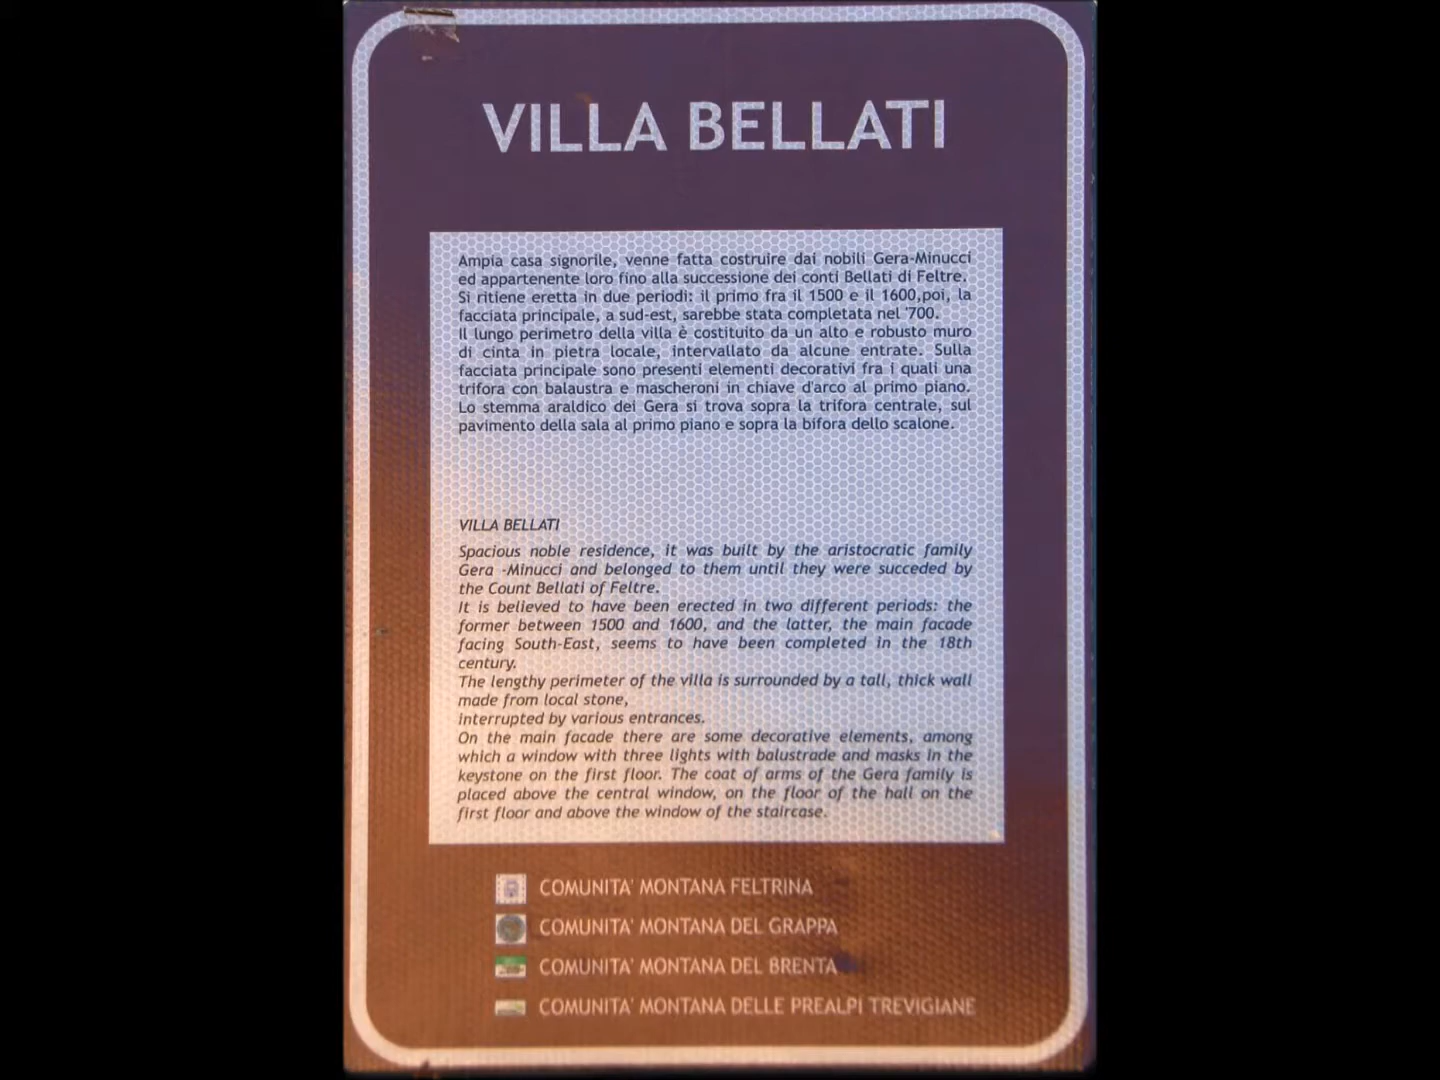 VILLA BELLATI
Ampia casa signorile, venne fatta costruire dai nobili Gera-Minucci
ed appartenente loro fino alla successione dei conti Bellati di Feltre.
Si ritiene eretta in due periodi: il primo fra il 1500 e il 1600,poi, la
facciata principale, a sud-est, sarebbe stata completata nel '700.
Il lungo perimetro della villa è costituito da un alto e robusto muro
di cinta in pietra locale, intervallato da alcune entrate. Sulla
facciata principale sono presenti elementi decorativi fra i quali una
trifora con balaustra e mascheroni in chiave d'arco al primo piano.
Lo stemma araldico dei Gera si trova sopra la trifora centrale, sul
pavimento della sala al primo piano e sopra la bifora dello scalone.
VILLA BELLATI
Spacious noble residence, it was built by the aristocratic family
Gera -Minucci and belonged to them until they were succeded by
the Count Bellati of Feltre.
It is believed to have been erected in two different periods: the
former between 1500 and 1600, and the latter, the main facade
facing South-East, seems to have been completed in the 18th
century.
The lengthy perimeter of the villa is surrounded by a tall, thick wall
made from local stone,
interrupted by various entrances.
On the main facade there are some decorative elements, among
which a window with three lights with balustrade and masks in the
keystone on the first floor. The coat of arms of the Gera family is
placed above the central window, on the floor of the hall on the
first floor and above the window of the staircase.
COMUNITA' MONTANA FELTRINA
COMUNITA' MONTANA DEL GRAPPA
COMUNITA' MONTANA DEL BRENTA
COMUNITA' MONTANA DELLE PREALPI TREVIGIANE